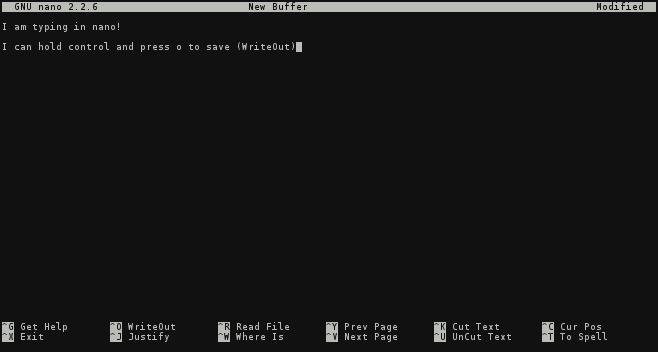 GNU nano 2.2.6 New Buffer Modified
I am typing in nano!
I can hold control and press o to save (WriteOut)
^G Get Help ^O WriteOut ^R Read File ^Y Prev Page ^K Cut Text ^C Cur Pos
^X Exit ^J Justify ^W Where Is ^V Next Page ^U UnCut Text ^T To Spell